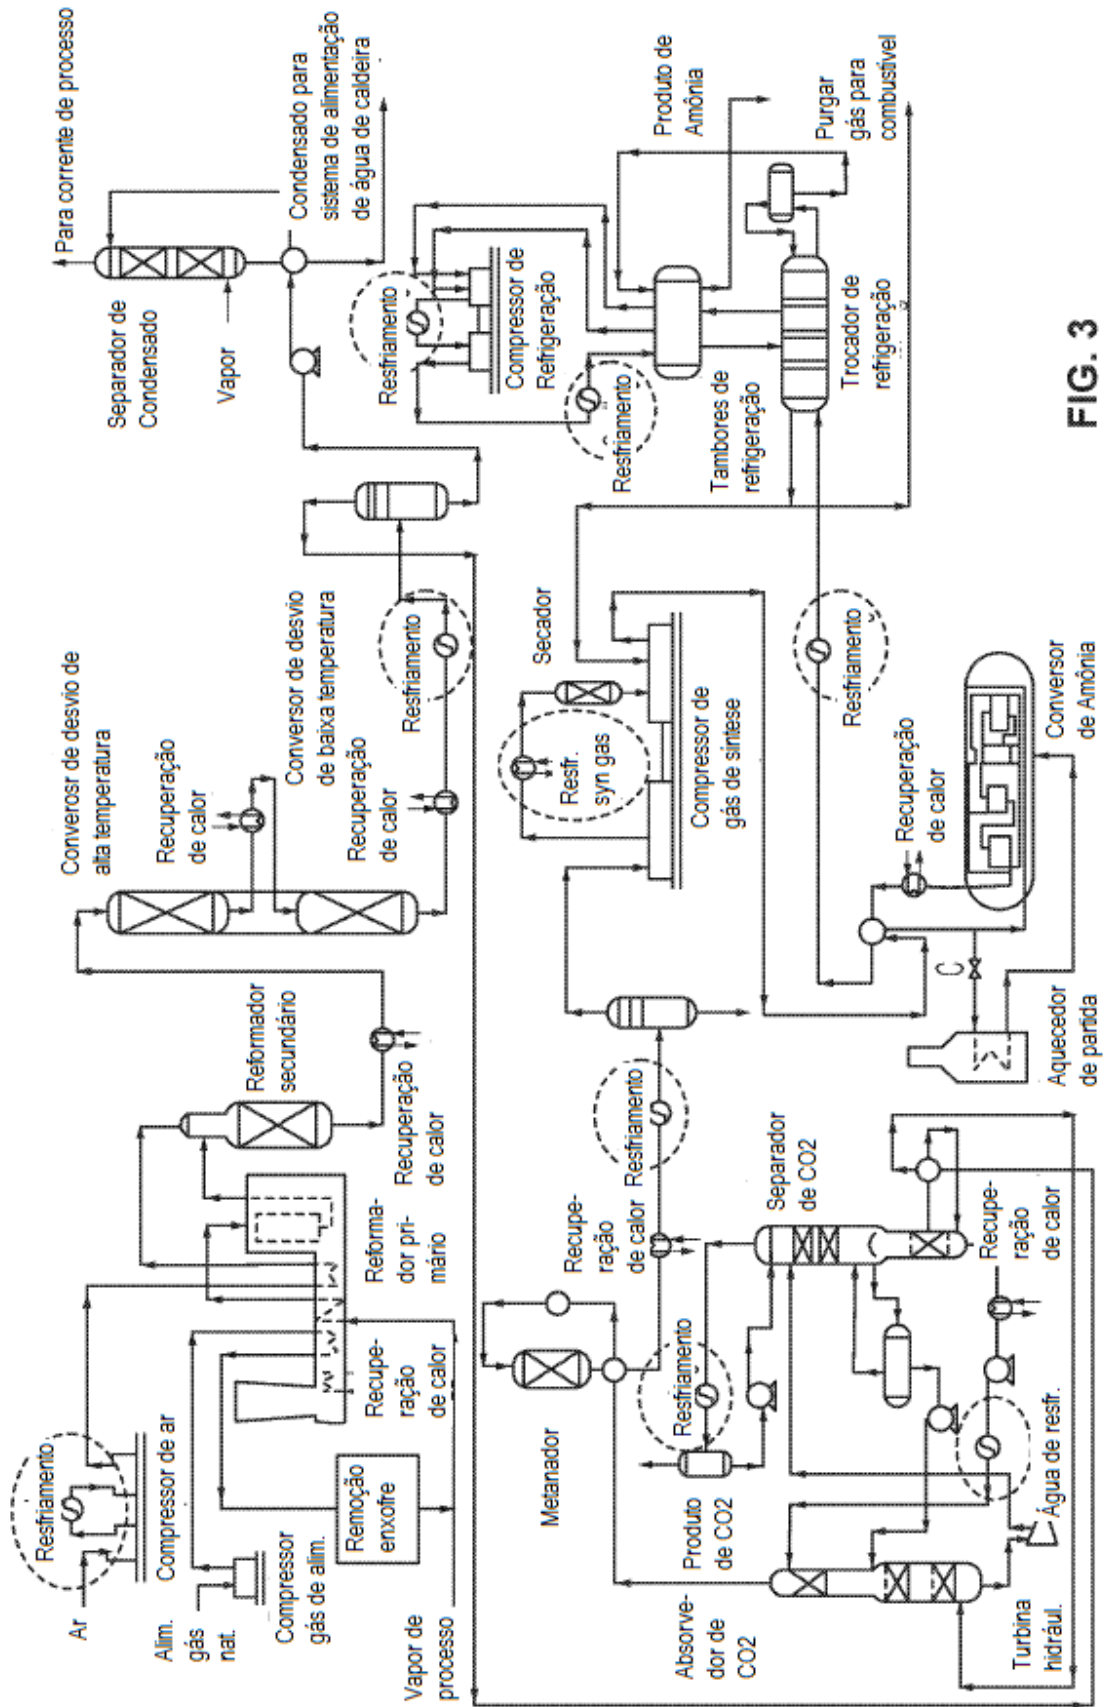 Para corrente de processo
Separador de
Condensado
Vapor
Condensado para
sistema de alimentação
de água de caldeira
Converosr de desvio de
alta temperatura
Recuperação
de calor
Conversor de desvio
de baixa temperatura
Recuperação
de calor
Resfriamento
Resfriamento
Compressor de
Refrigeração
Resfriamento
Produto de
Amônia
Purgar
gás para
combustível
Tambores de
refrigeração
Trocador de
refrigeração
Reformador
secundário
Recuperação
de calor
Reforma-
dor pri-
mário
Recupe-
ração
de calor
Resfriamento
Compressor de ar
Ar
Alim.
gás
nat.
Compressor
gás de alim.
Remoção
enxofre
Vapor de
processo
Secador
Resfr.
syn gas
Compressor de
gás de síntese
Resfriamento
Conversor
de Amônia
Recuperação
de calor
C
Aquecedor
de partida
Metanador
Recupe-
ração
de calor
Resfriamento
Resfriamento
Produto
de CO2
Separador
de CO2
Recupe-
ração
de calor
Absorve-
dor de
CO2
Água de resfr.
Turbina
hidrául.
FIG. 3